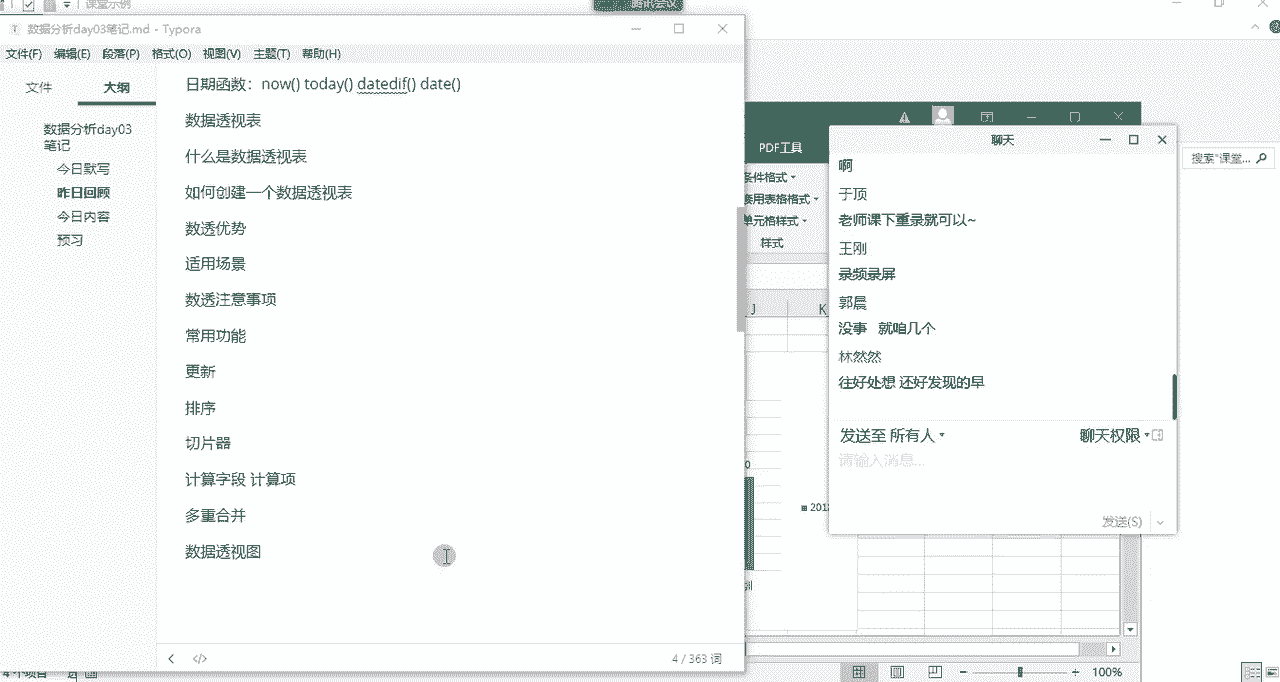 课堂示例
腾讯会议
数据分析day03笔记.md - Typora
文件(F) 编辑(E) 段落(P) 格式(O) 视图(V) 主题(T) 帮助(H)
文件 大纲
数据分析day03
笔记
今日默写
昨日回顾
今日内容
预习
日期函数：now() today() datedif() date()
数据透视表
什么是数据透视表
如何创建一个数据透视表
数透优势
适用场景
数透注意事项
常用功能
更新
排序
切片器
计算字段 计算项
多重合并
数据透视图
4 / 363 词
PDF工具
条件格式
套用表格格式
单元格样式
样式
J K
聊天
啊
于顶
老师课下重录就可以~
王刚
录频录屏
郭晨
没事 就咱几个
林然然
往好处想 还好发现的早
发送至 所有人
聊天权限
请输入消息...
发送(S)
搜索"课堂...
100%